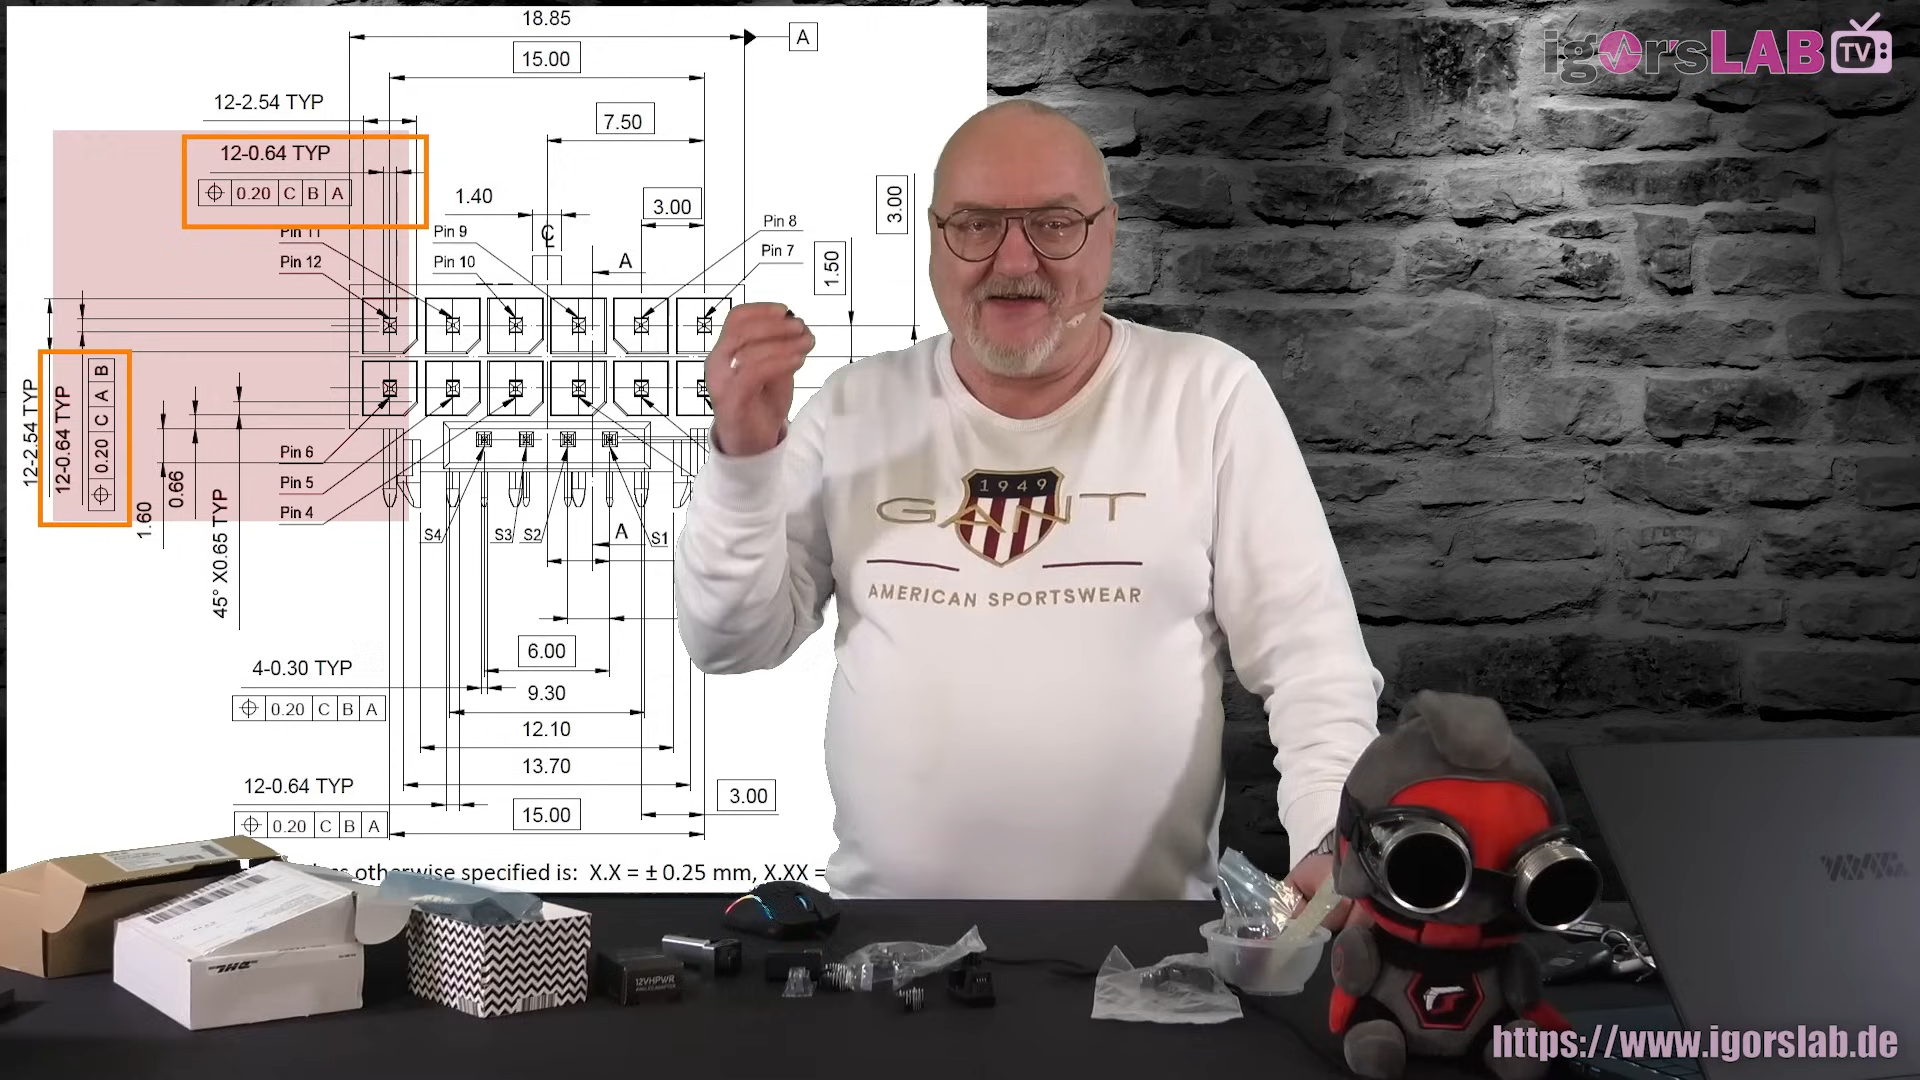 18.85
A
15.00
12-2.54 TYP
7.50
12-0.64 TYP
0.20 C B A
1.40
3.00
3.00
Pin 8
Pin 11
Pin 9
Pin 7
Pin 12
Pin 10
A
1.50
12-2.54 TYP
12-0.64 TYP
0.20 C A B
Pin 6
Pin 5
Pin 4
0.66
1.60
45° X0.65 TYP
S4
S3
S2
A
S1
6.00
4-0.30 TYP
9.30
0.20 C B A
12.10
13.70
12-0.64 TYP
3.00
15.00
0.20 C B A
otherwise specified is: X.X = ± 0.25 mm, X.XX =
igor'sLAB TV
1949
GANT
AMERICAN SPORTSWEAR
12VHPWR
https://www.igorslab.de